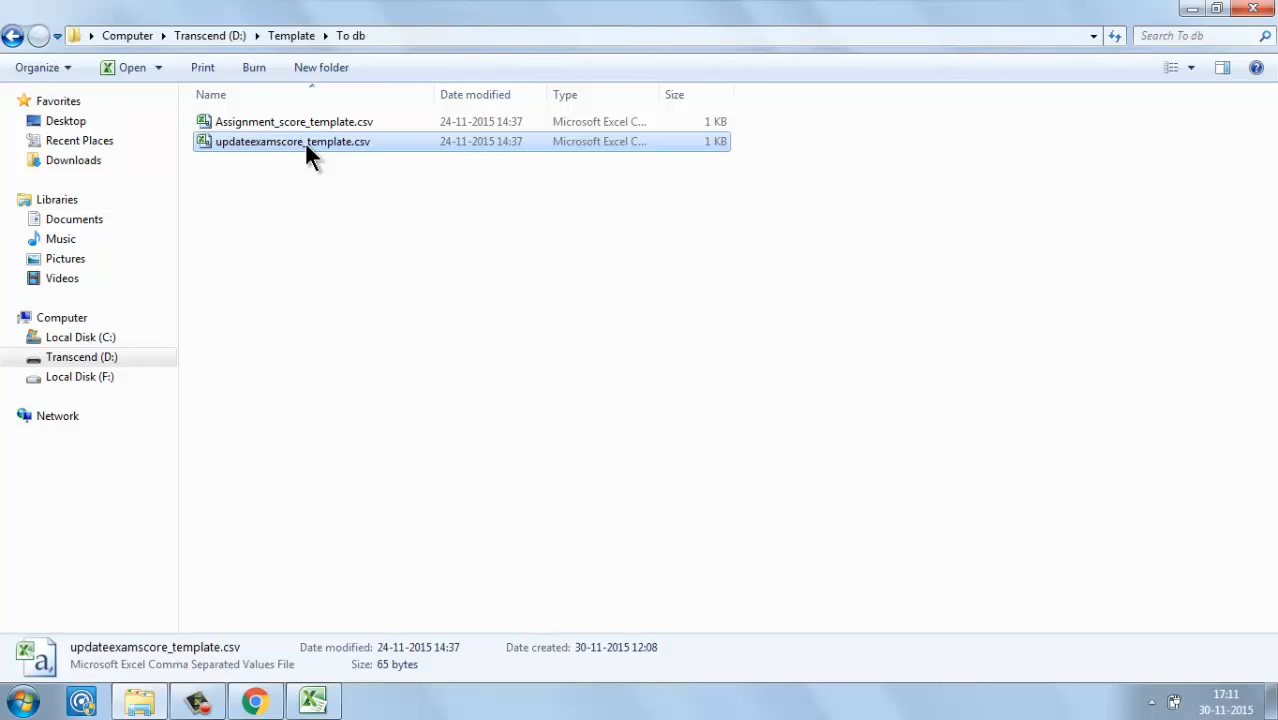 Computer Transcend (D:) Template To db Search To db
Organize Open Print Burn New folder
Name Date modified Type Size
Favorites
Desktop
Recent Places
Downloads
Libraries
Documents
Music
Pictures
Videos
Computer
Local Disk (C:)
Transcend (D:)
Local Disk (F:)
Network
Assignment_score_template.csv 24-11-2015 14:37 Microsoft Excel C... 1 KB
updateexamscore_template.csv 24-11-2015 14:37 Microsoft Excel C... 1 KB
updateexamscore_template.csv Date modified: 24-11-2015 14:37 Date created: 30-11-2015 12:08
Microsoft Excel Comma Separated Values File Size: 65 bytes
17:11
30-11-2015